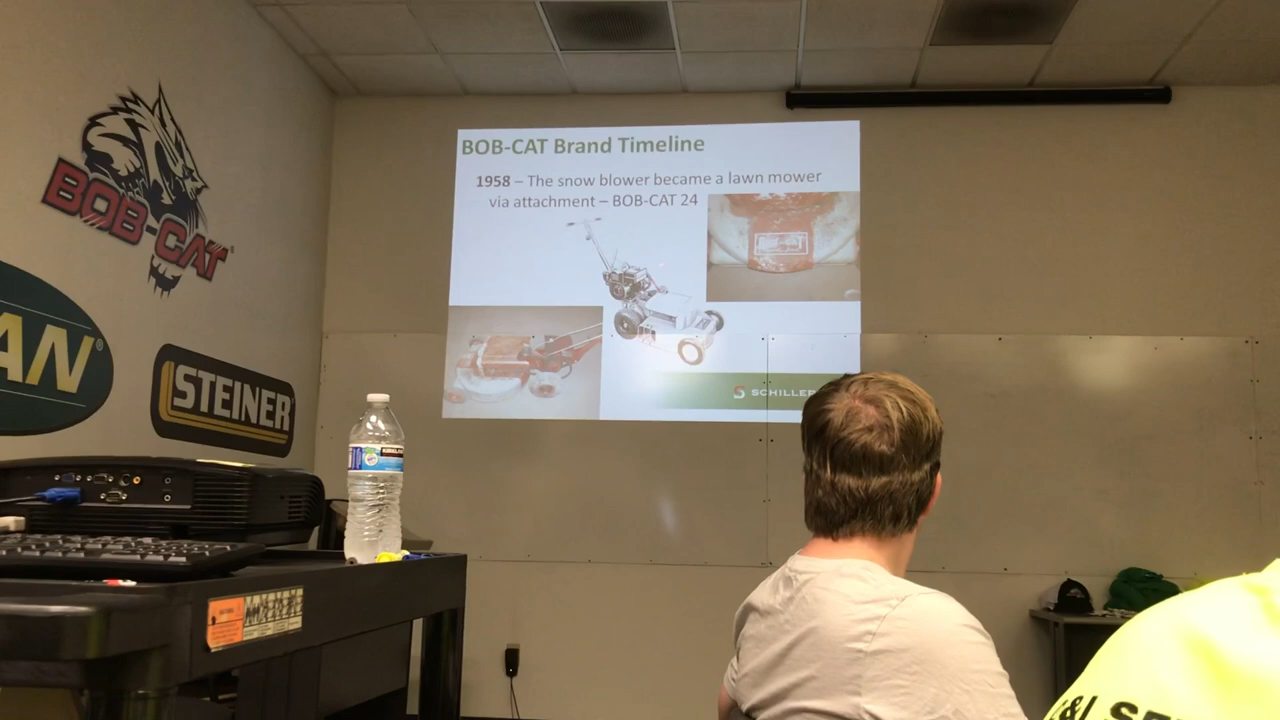 BOB-CAT Brand Timeline
1958 – The snow blower became a lawn mower
via attachment – BOB-CAT 24
SCHILLER
BOB-CAT
AN®
STEINER
KIRKLAND